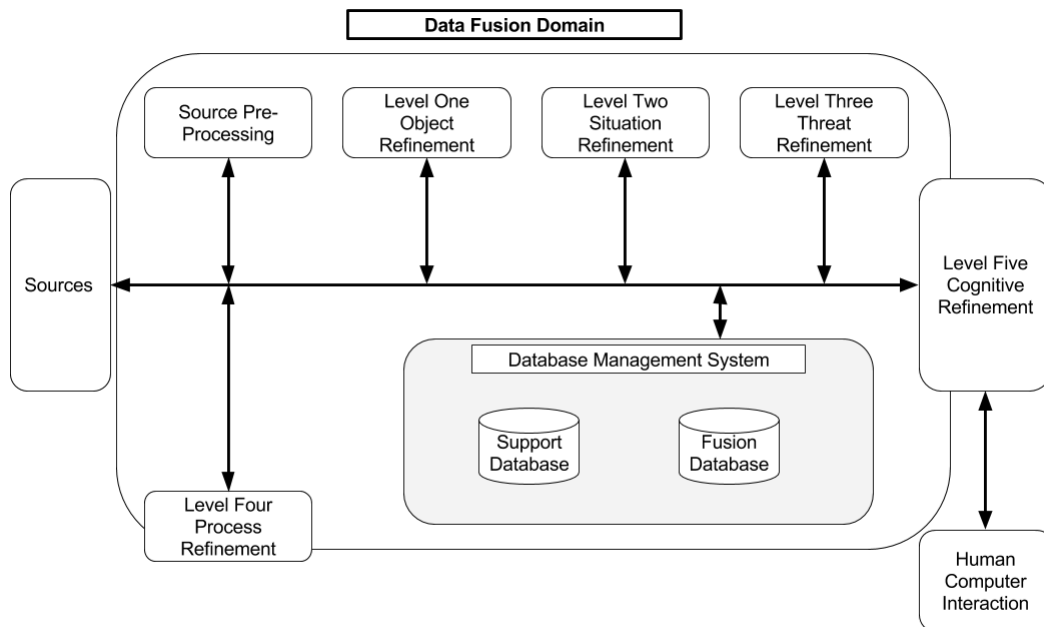 Data Fusion Domain
Source Pre-
Processing
Level One
Object
Refinement
Level Two
Situation
Refinement
Level Three
Threat
Refinement
Sources
Level Five
Cognitive
Refinement
Database Management System
Support
Database
Fusion
Database
Level Four
Process
Refinement
Human
Computer
Interaction